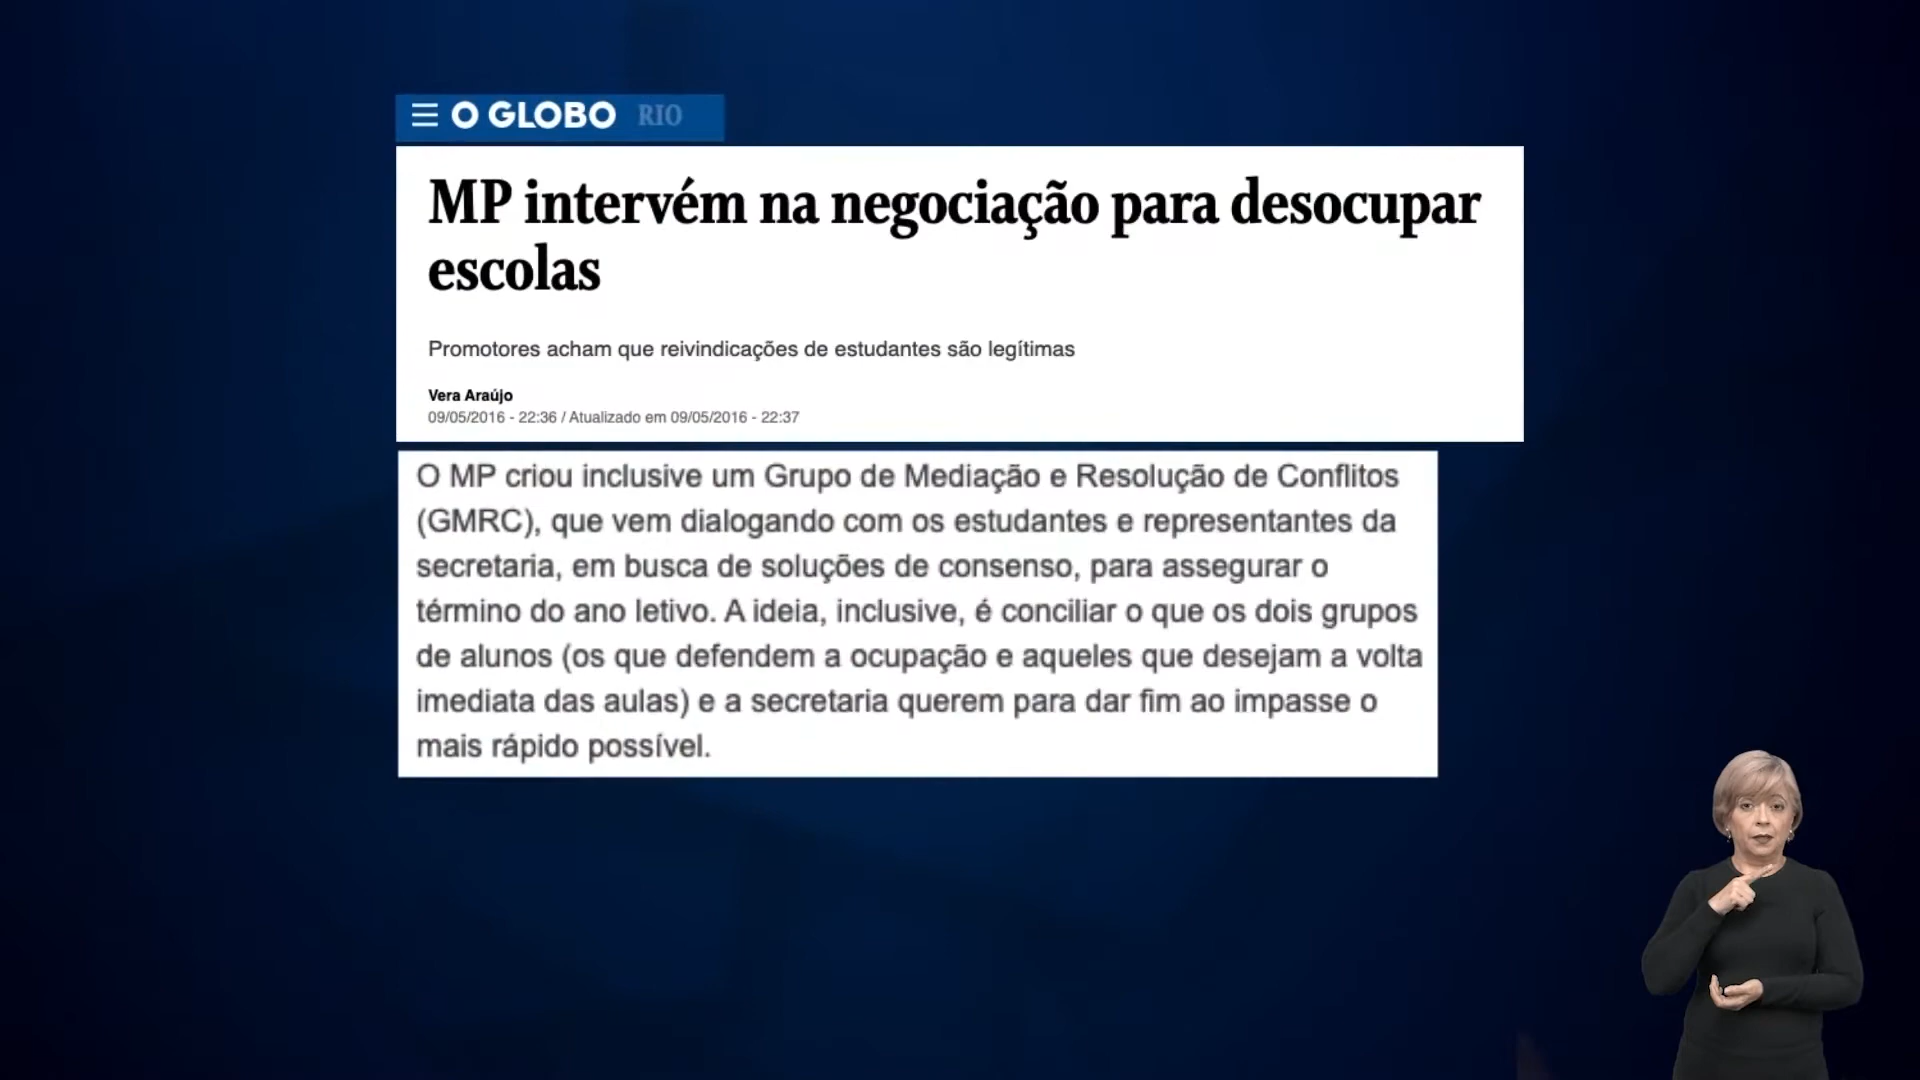 O GLOBO RIO
MP intervém na negociação para desocupar
escolas
Promotores acham que reivindicações de estudantes são legítimas
Vera Araújo
09/05/2016 - 22:36 / Atualizado em 09/05/2016 - 22:37
O MP criou inclusive um Grupo de Mediação e Resolução de Conflitos
(GMRC), que vem dialogando com os estudantes e representantes da
secretaria, em busca de soluções de consenso, para assegurar o
término do ano letivo. A ideia, inclusive, é conciliar o que os dois grupos
de alunos (os que defendem a ocupação e aqueles que desejam a volta
imediata das aulas) e a secretaria querem para dar fim ao impasse o
mais rápido possível.